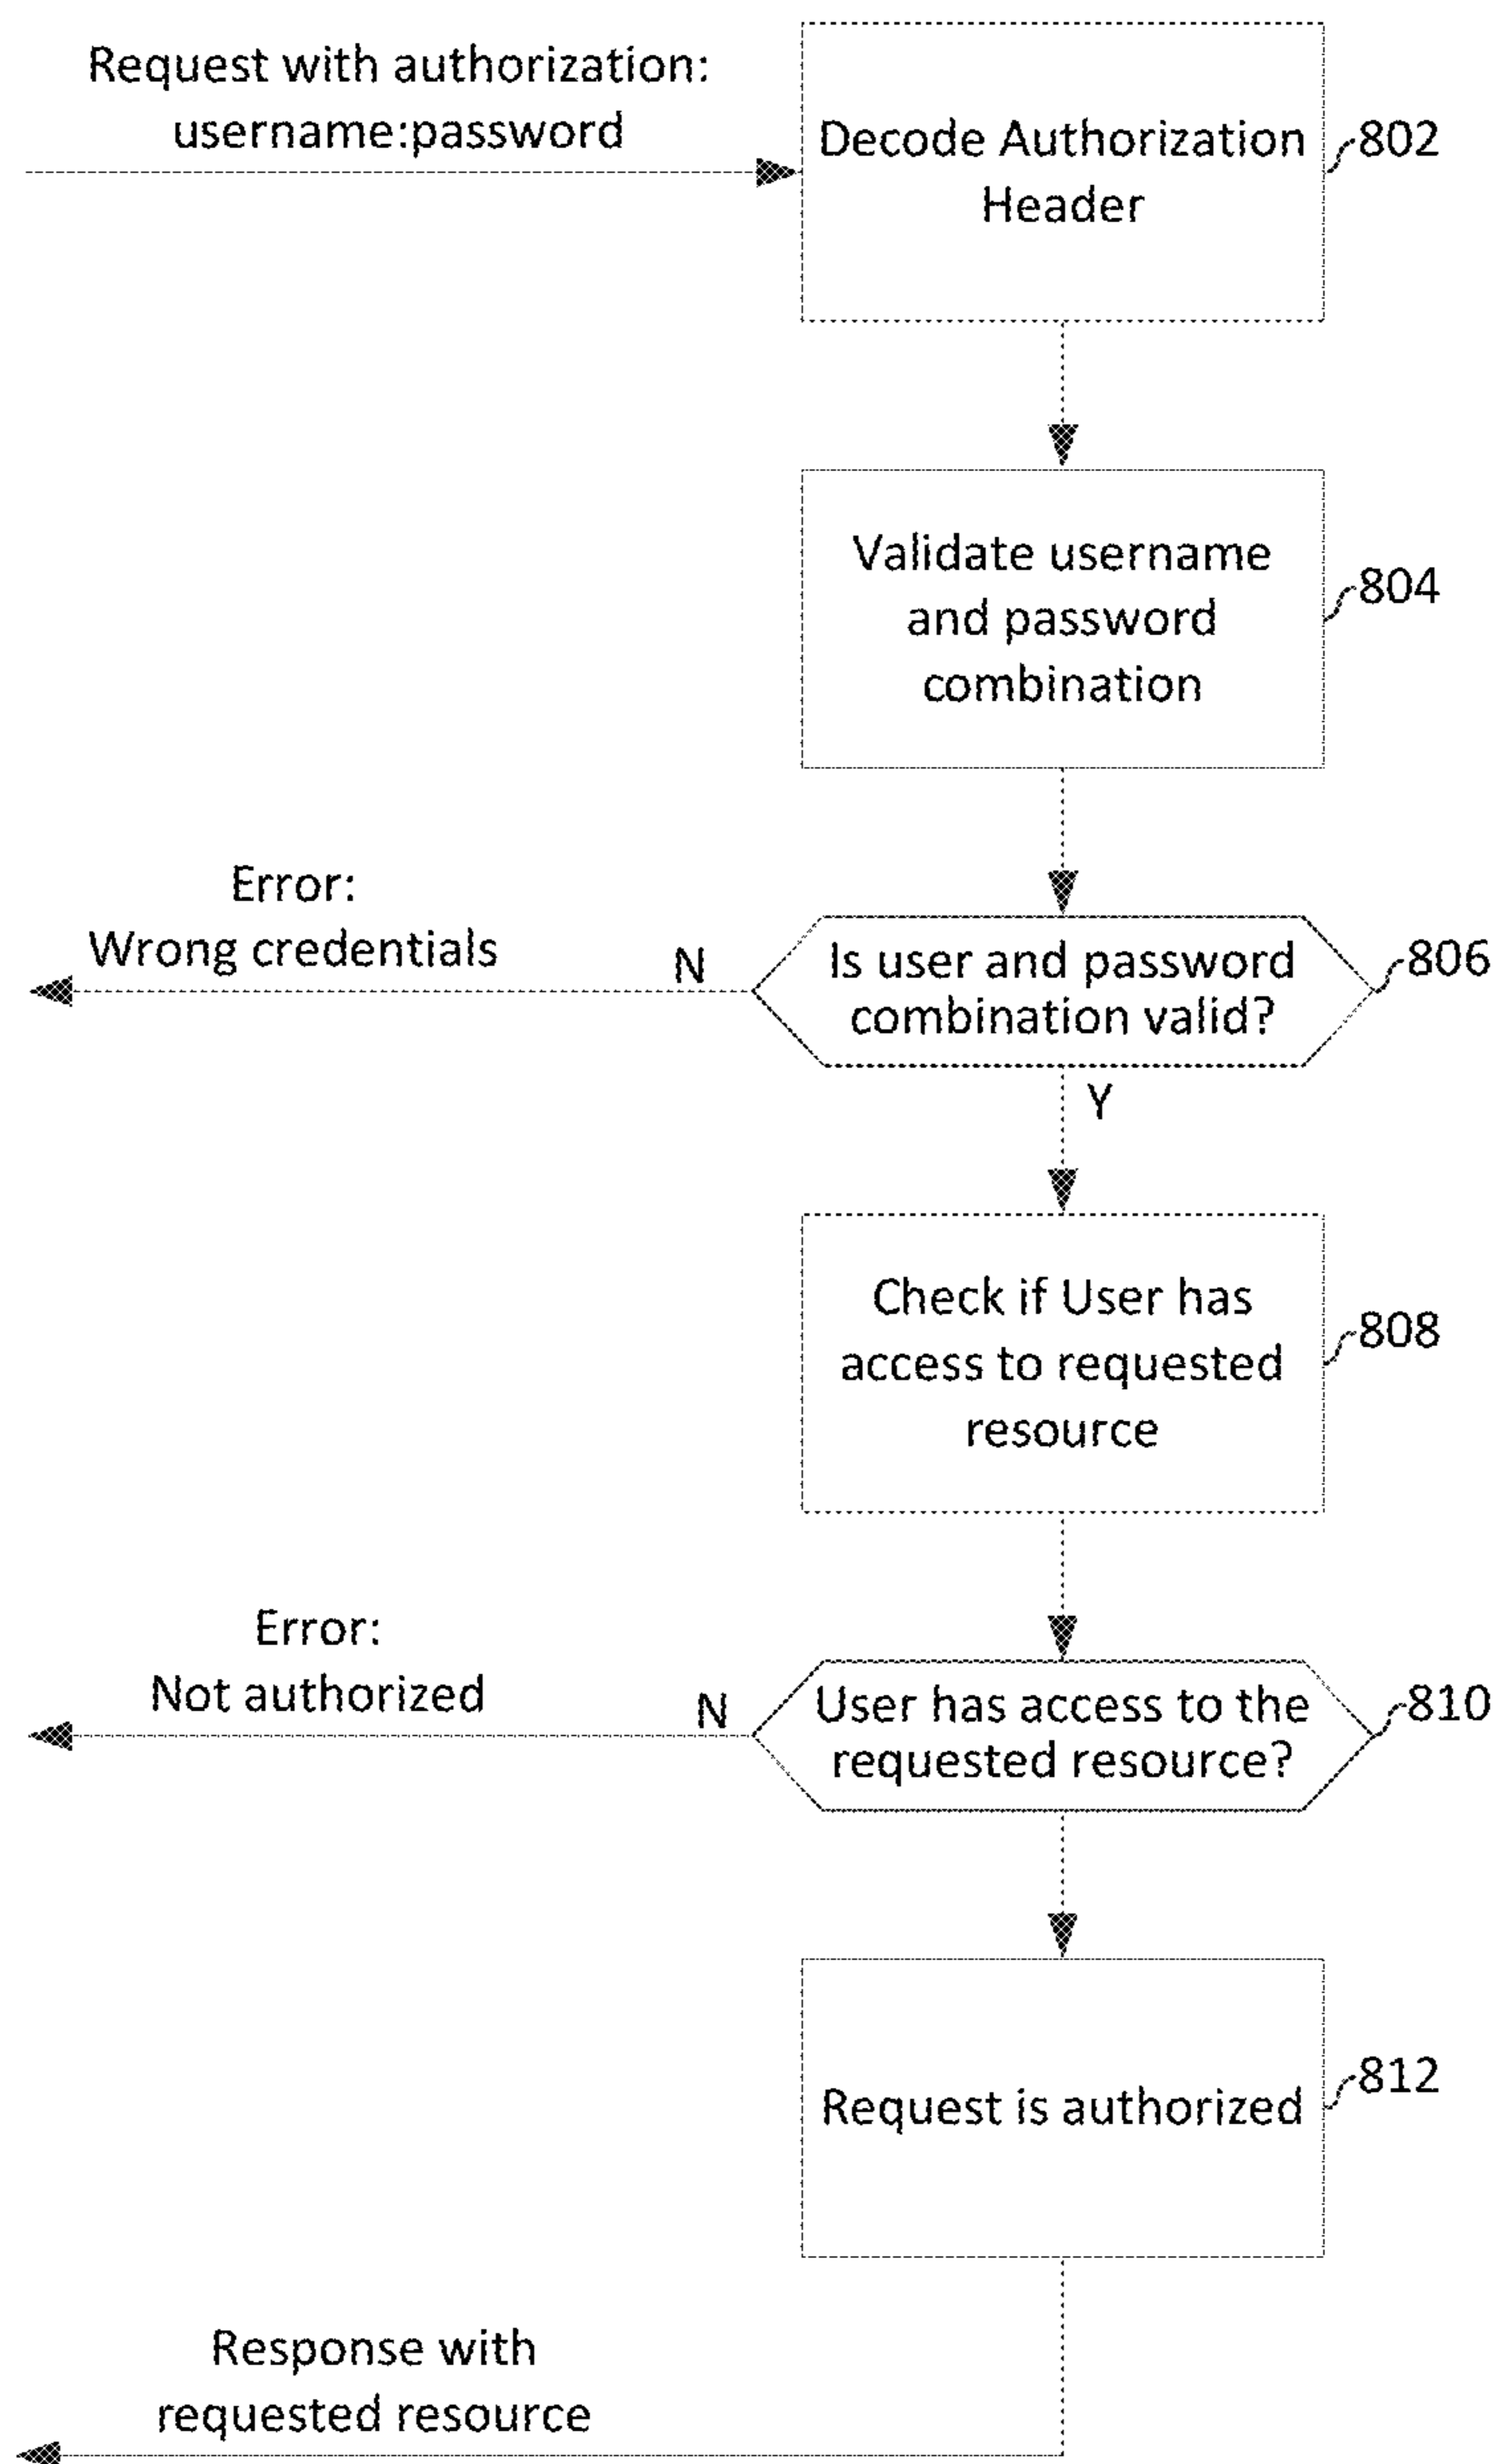 Request with authorization:
username:password
Decode Authorization
Header
802
Validate username
and password
combination
804
Error:
Wrong credentials
N
Is user and password
combination valid?
806
Y
Check if User has
access to requested
resource
808
Error:
Not authorized
N
User has access to the
requested resource?
810
Request is authorized
812
Response with
requested resource